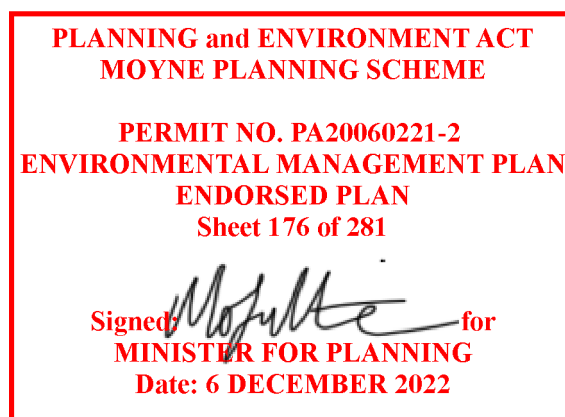 PLANNING and ENVIRONMENT ACT
MOYNE PLANNING SCHEME
PERMIT NO. PA20060221-2
ENVIRONMENTAL MANAGEMENT PLAN
ENDORSED PLAN
Sheet 176 of 281
Signed: for
MINISTER FOR PLANNING
Date: 6 DECEMBER 2022